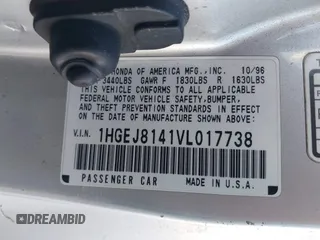 HONDA OF AMERICA MFG.,INC. 10/96
3440LBS GAWR F 1830LBS R 1630LBS
THIS VEHICLE CONFORMS TO ALL APPLICABLE
FEDERAL MOTOR VEHICLE SAFETY,BUMPER,AND
THEFT PREVENTION STANDARDS IN EFFECT ON
THE DATE OF MANUFACTURE SHOWN ABOVE.
V.I.N. 1HGEJ8141VL017738
PASSENGER CAR MADE IN U.S.A.
DREAMBID